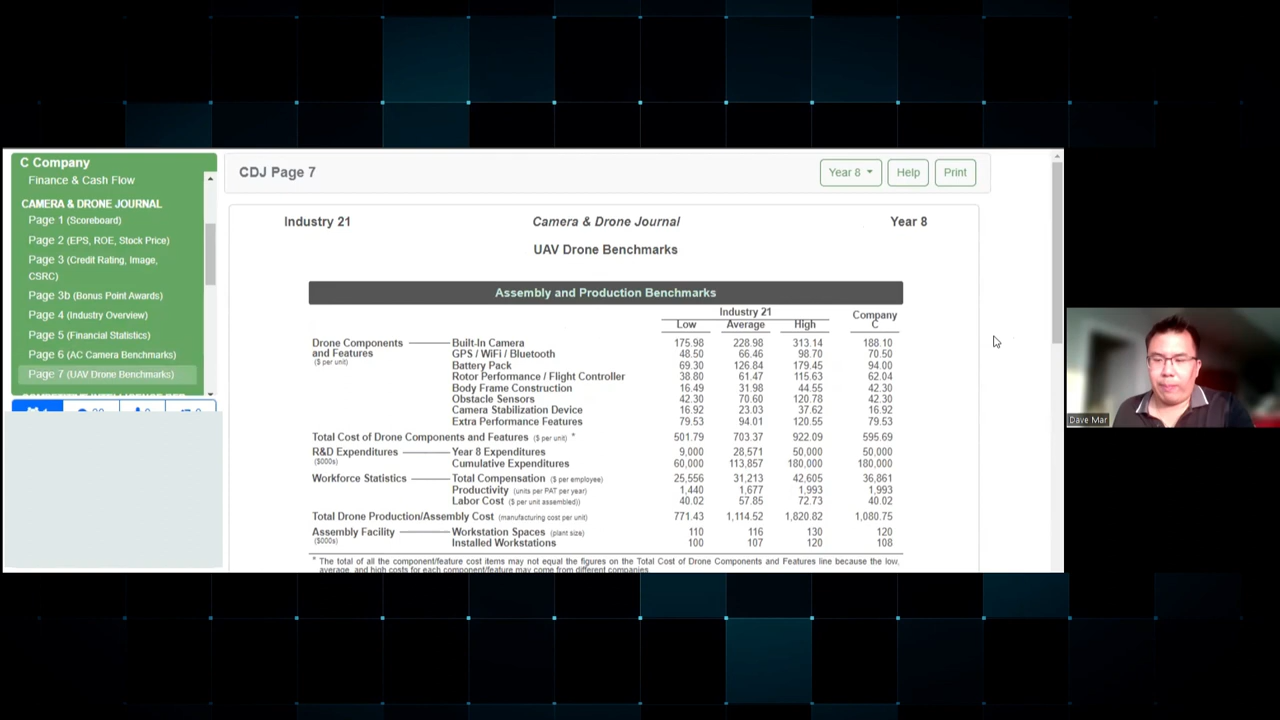 C Company
Finance & Cash Flow
CAMERA & DRONE JOURNAL
Page 1 (Scoreboard)
Page 2 (EPS, ROE, Stock Price)
Page 3 (Credit Rating, Image,
CSRC)
Page 3b (Bonus Point Awards)
Page 4 (Industry Overview)
Page 5 (Financial Statistics)
Page 6 (AC Camera Benchmarks)
Page 7 (UAV Drone Benchmarks)
CDJ Page 7
Year 8
Help
Print
Industry 21 Camera & Drone Journal Year 8
UAV Drone Benchmarks
Assembly and Production Benchmarks
Industry 21 Company
Low Average High C
Drone Components Built-In Camera 175.98 228.98 313.14 188.10
and Features GPS / WiFi / Bluetooth 48.50 66.46 98.70 70.50
($ per unit) Battery Pack 69.30 126.84 179.45 94.00
Rotor Performance / Flight Controller 38.80 61.47 115.63 62.04
Body Frame Construction 16.49 31.98 44.55 42.30
Obstacle Sensors 42.30 70.60 120.78 42.30
Camera Stabilization Device 16.92 23.03 37.62 16.92
Extra Performance Features 79.53 94.01 120.55 79.53
Total Cost of Drone Components and Features ($ per unit) * 501.79 703.37 922.09 595.69
R&D Expenditures Year 8 Expenditures 9,000 28,571 50,000 50,000
($000s) Cumulative Expenditures 60,000 113,857 180,000 180,000
Workforce Statistics Total Compensation ($ per employee) 25,556 31,213 42,605 36,861
Productivity (units per PAT per year) 1,440 1,677 1,993 1,993
Labor Cost ($ per unit assembled)) 40.02 57.85 72.73 40.02
Total Drone Production/Assembly Cost (manufacturing cost per unit) 771.43 1,114.52 1,820.82 1,080.75
Assembly Facility Workstation Spaces (plant size) 110 116 130 120
($000s) Installed Workstations 100 107 120 108
* The total of all the component/feature cost items may not equal the figures on the Total Cost of Drone Components and Features line because the low,
average, and high costs for each component/feature may come from different companies
Dave Mar